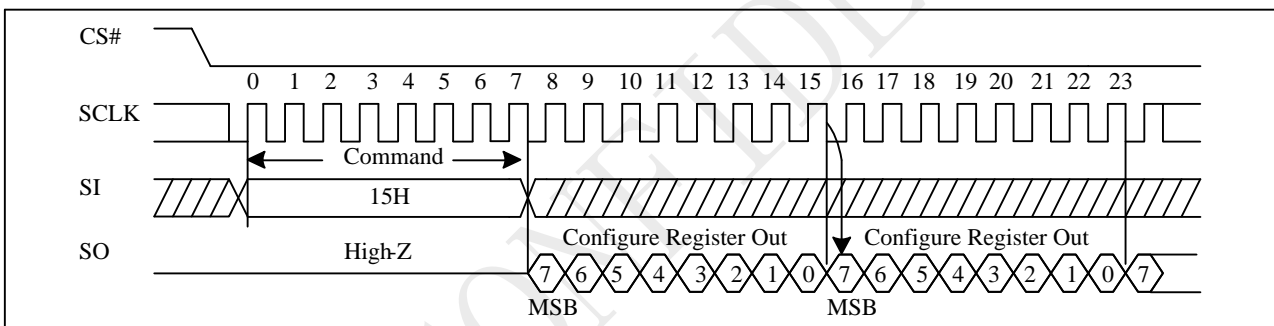 CS#
0 1 2 3 4 5 6 7 8 9 10 11 12 13 14 15 16 17 18 19 20 21 22 23
SCLK
Command
SI
15H
SO
High-Z
Configure Register Out
Configure Register Out
7 6 5 4 3 2 1 0 7 6 5 4 3 2 1 0 7
MSB
MSB